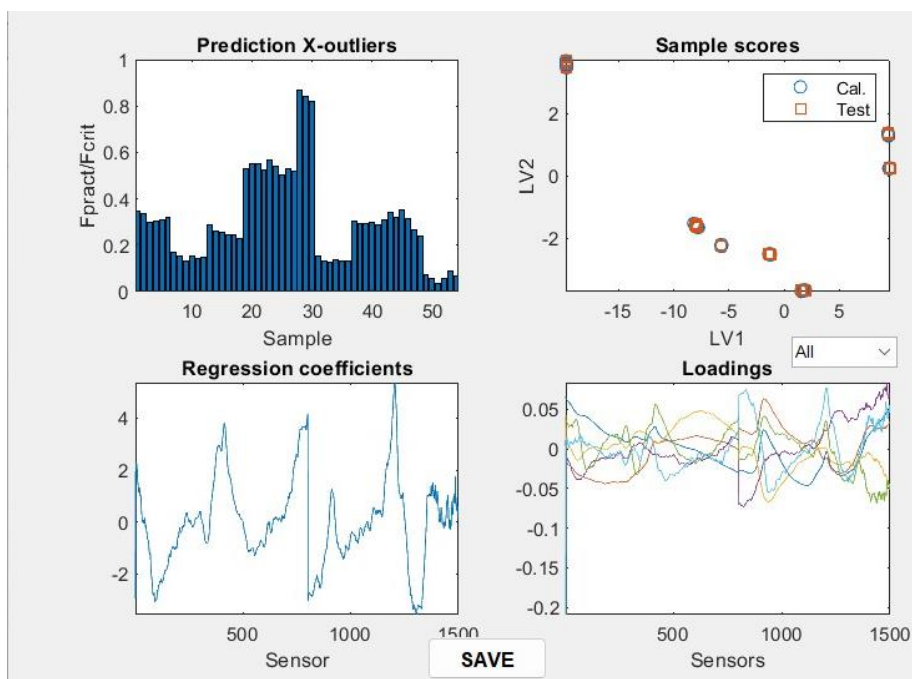 Prediction X-outliers
1
0.8
0.6
0.4
0.2
0
Fpract/Fcrit
10 20 30 40 50
Sample
Sample scores
2
0
-2
LV2
Cal.
Test
-15 -10 -5 0 5
LV1
All
Regression coefficients
4
2
0
-2
500 1000 1500
Sensor
Loadings
0.05
0
-0.05
-0.1
-0.15
-0.2
500 1000 1500
Sensors
SAVE